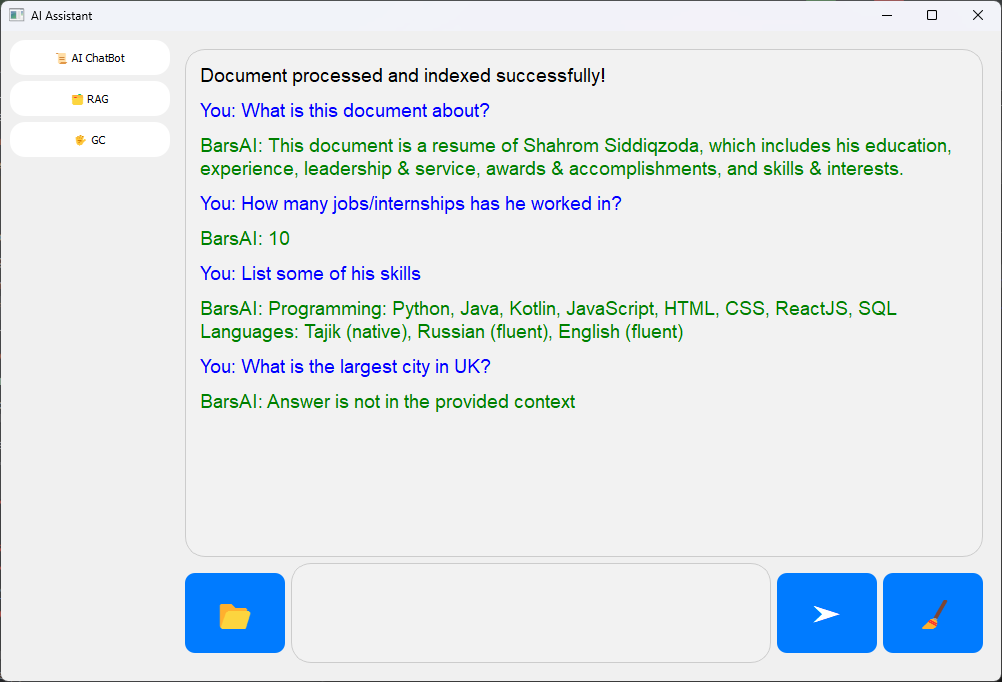 AI Assistant
📜 AI ChatBot
🗂️ RAG
✌️ GC
Document processed and indexed successfully!
You: What is this document about?
BarsAI: This document is a resume of Shahrom Siddiqzoda, which includes his education,
experience, leadership & service, awards & accomplishments, and skills & interests.
You: How many jobs/internships has he worked in?
BarsAI: 10
You: List some of his skills
BarsAI: Programming: Python, Java, Kotlin, JavaScript, HTML, CSS, ReactJS, SQL
Languages: Tajik (native), Russian (fluent), English (fluent)
You: What is the largest city in UK?
BarsAI: Answer is not in the provided context